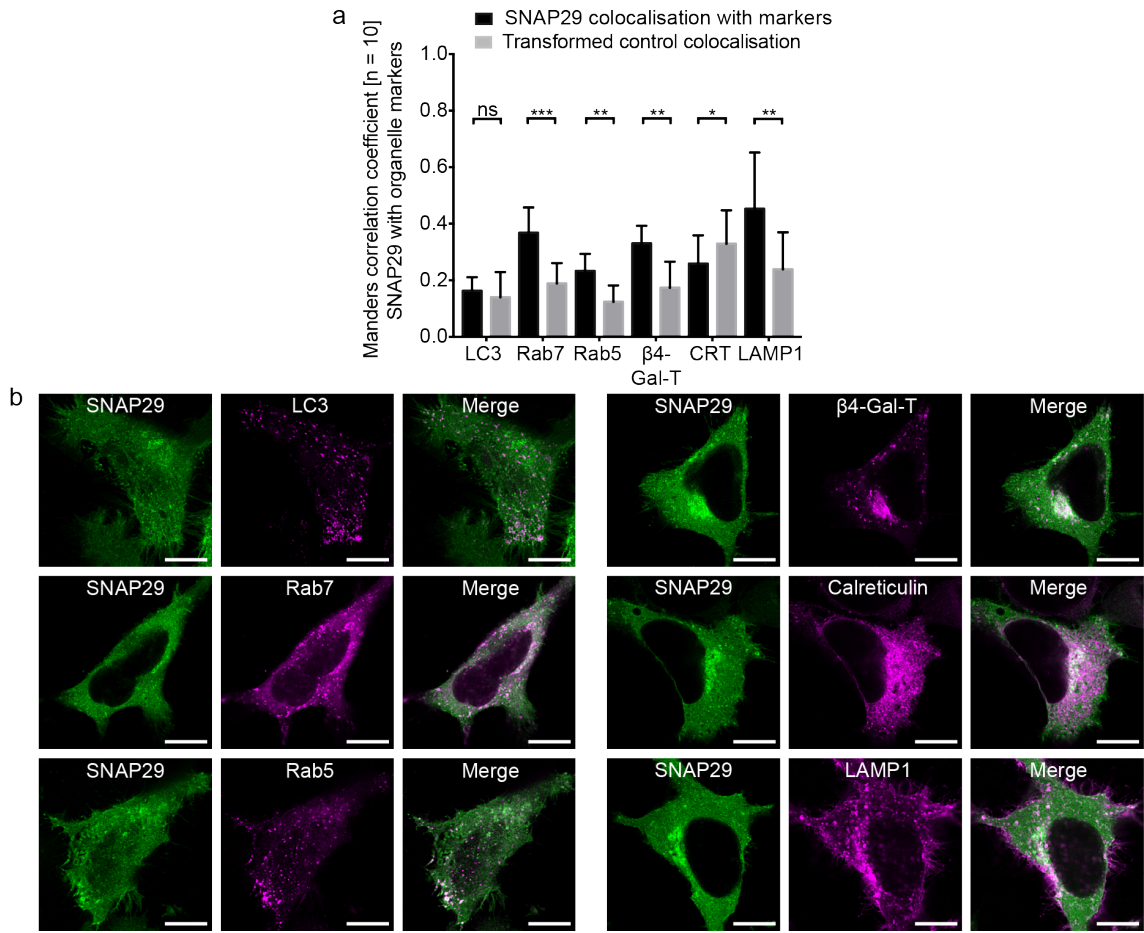 a
SNAP29 colocalisation with markers
Transformed control colocalisation
Manders correlation coefficient [n = 10]
SNAP29 with organelle markers
1.0
0.8
0.6
0.4
0.2
0.0
ns
***
**
**
*
**
LC3
Rab7
Rab5
β4-
Gal-T
CRT
LAMP1
b
SNAP29
LC3
Merge
SNAP29
β4-Gal-T
Merge
SNAP29
Rab7
Merge
SNAP29
Calreticulin
Merge
SNAP29
Rab5
Merge
SNAP29
LAMP1
Merge